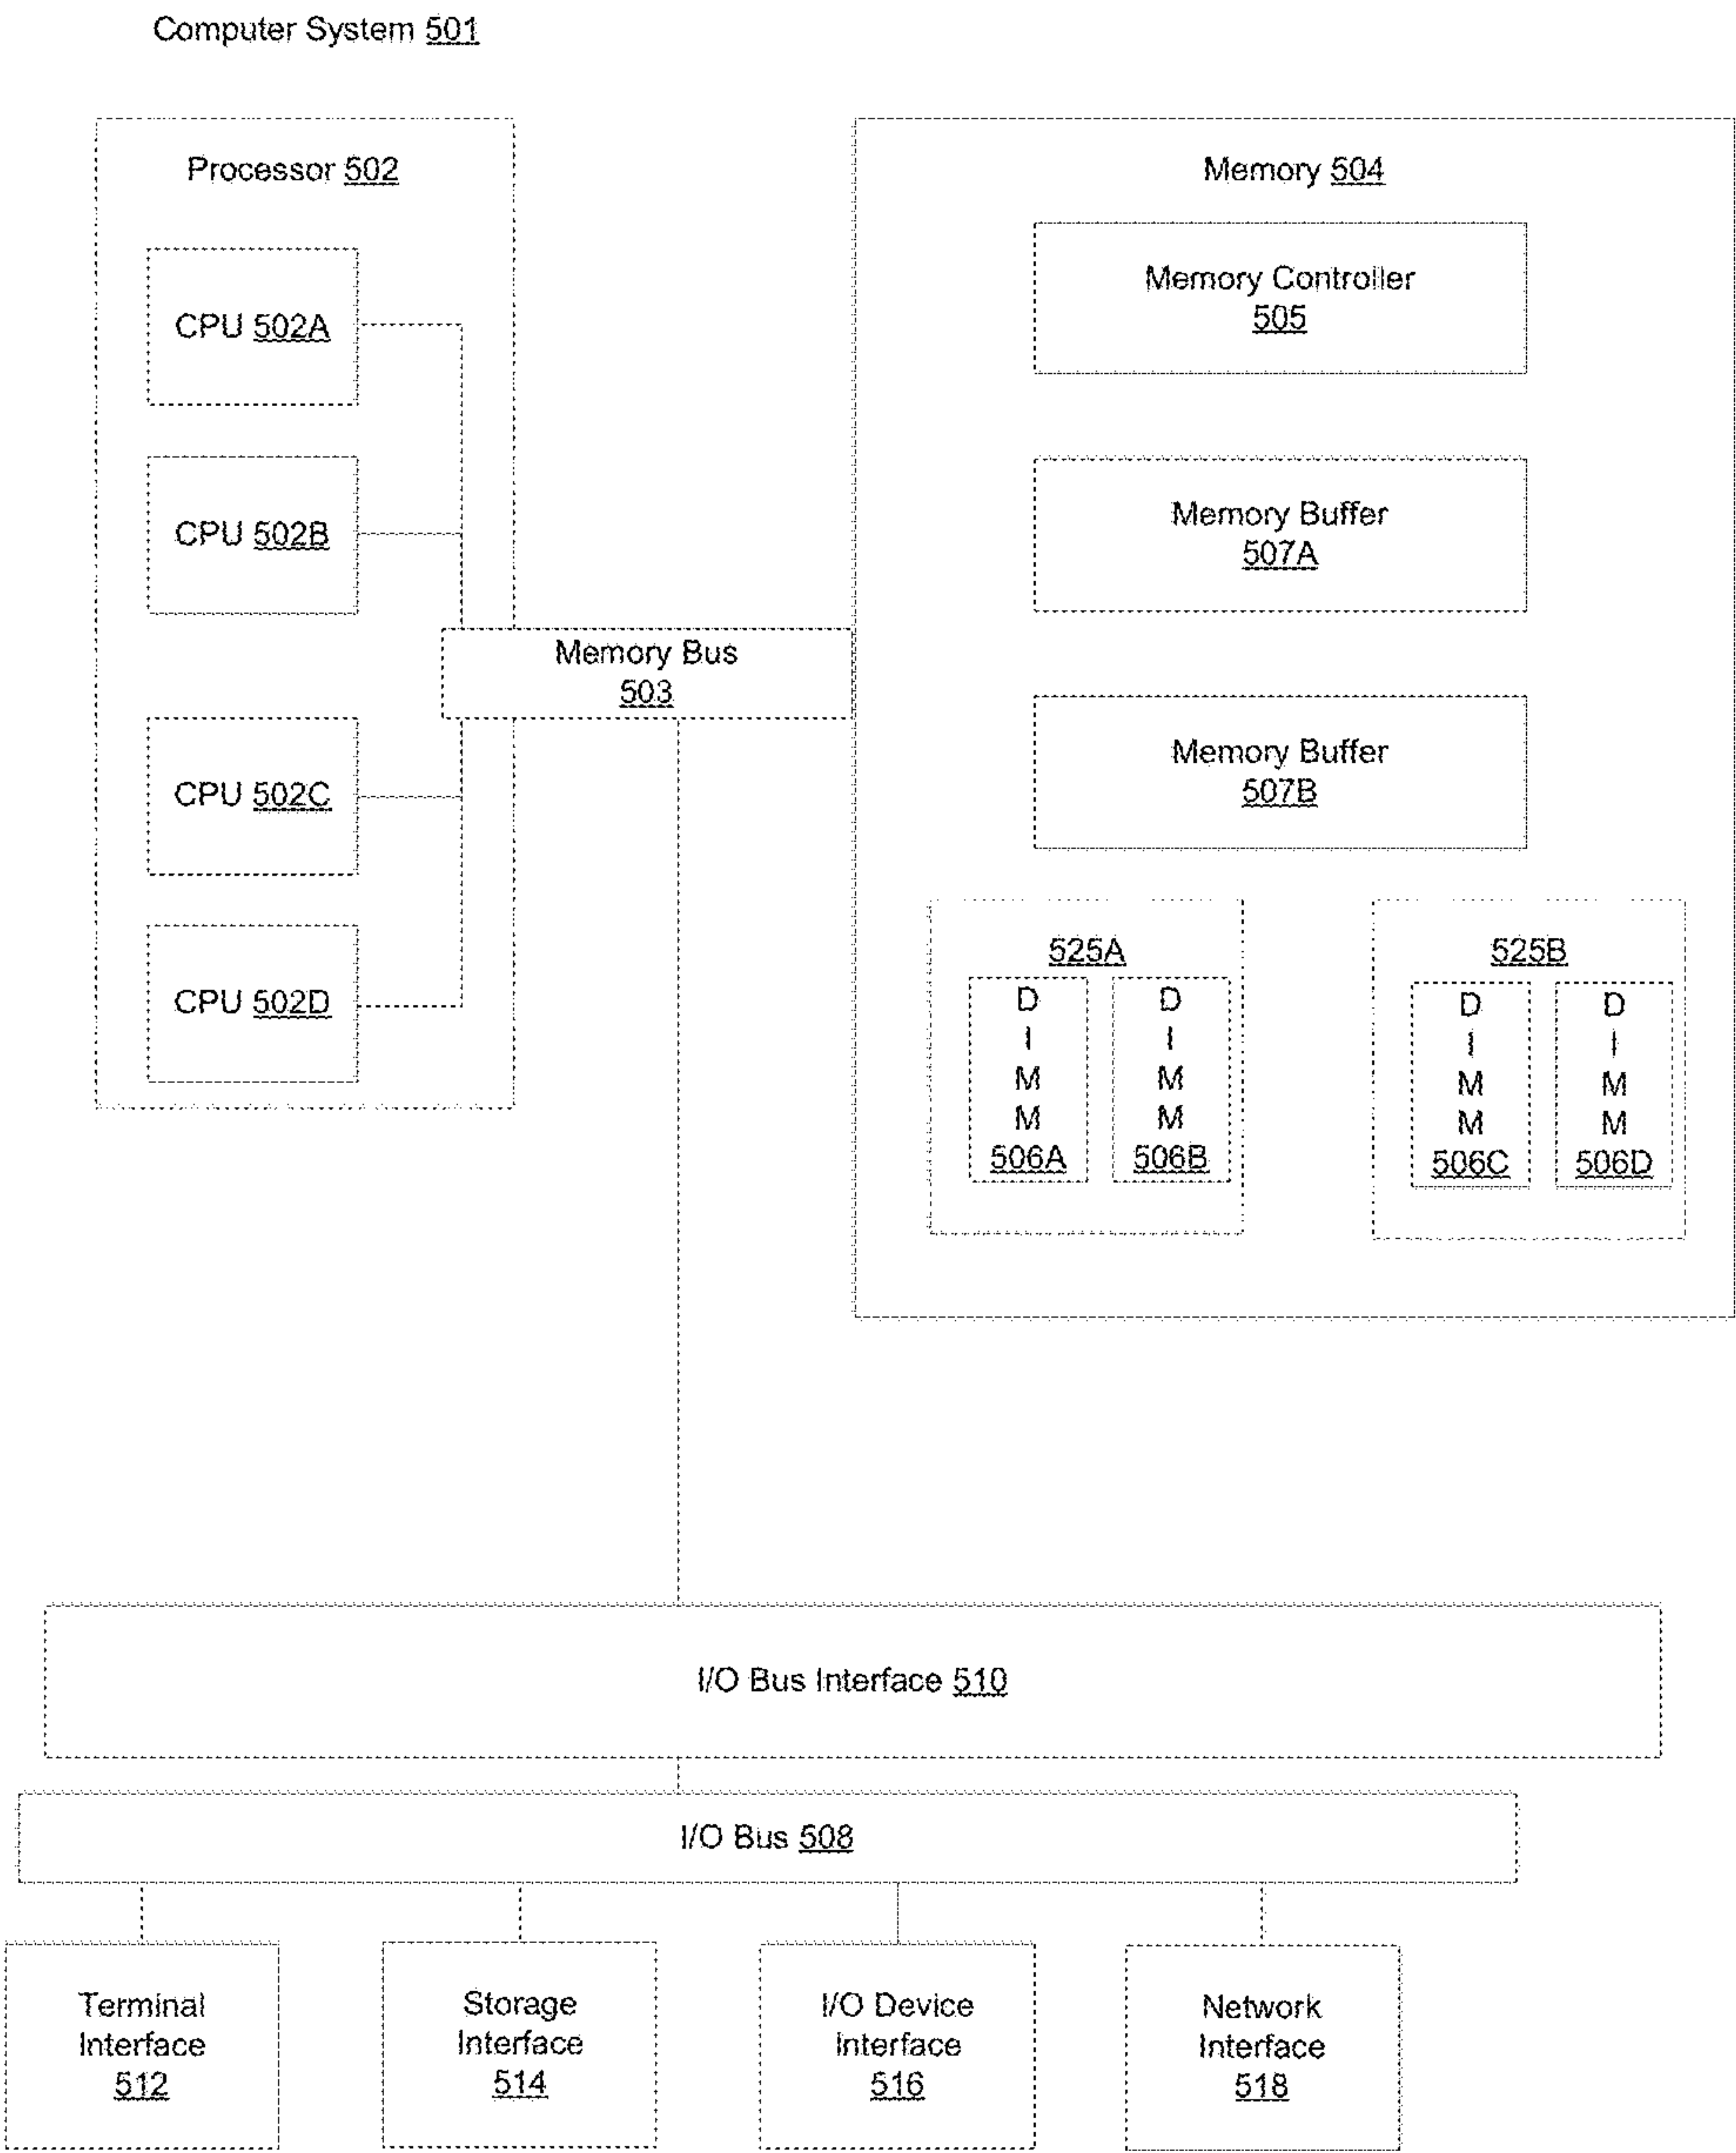 Computer System 501
Processor 502
CPU 502A
CPU 502B
CPU 502C
CPU 502D
Memory Bus
503
Memory 504
Memory Controller
505
Memory Buffer
507A
Memory Buffer
507B
525A
D
I
M
M
506A
D
I
M
M
506B
525B
D
I
M
M
506C
D
I
M
M
506D
I/O Bus Interface 510
I/O Bus 508
Terminal
Interface
512
Storage
Interface
514
I/O Device
Interface
516
Network
Interface
518